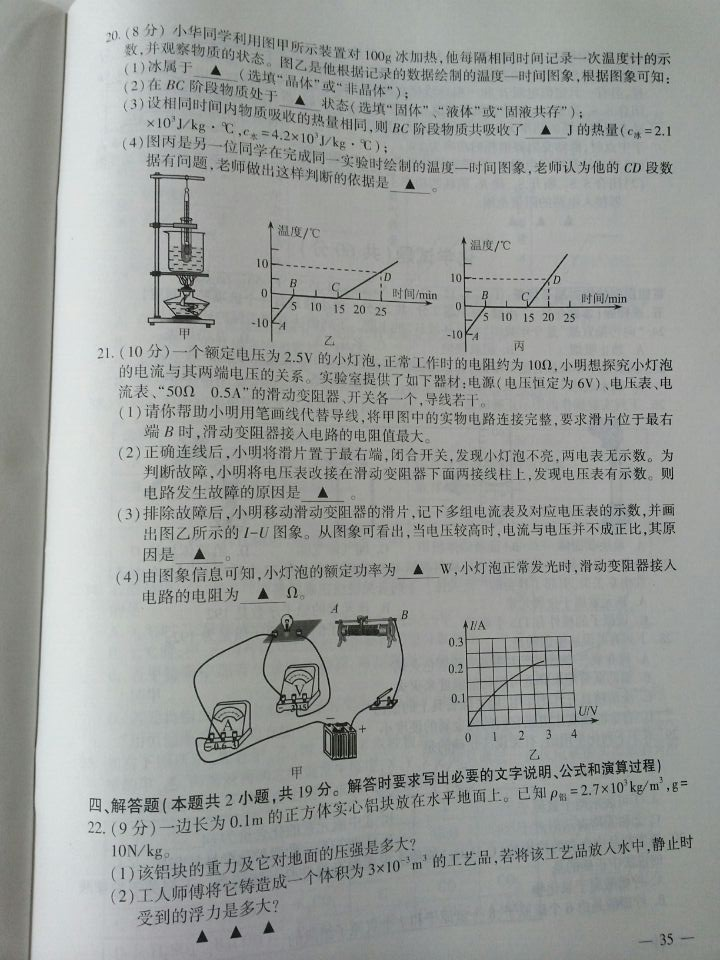 20. (8分) 小华同学利用图甲所示装置对100g冰加热,他每隔相同时间记录一次温度计的示
数,并观察物质的状态。图乙是他根据记录的数据绘制的温度—时间图象,根据图象可知:
(1)冰属于 ▲ (选填“晶体”或“非晶体”);
(2)在BC阶段物质处于 ▲ 状态(选填“固体”、“液体”或“固液共存”);
(3)设相同时间内物质吸收的热量相同,则BC阶段物质共吸收了 ▲ J的热量(c冰=2.1
×10³J/kg·℃,c水=4.2×10³J/kg·℃);
(4)图丙是另一位同学在完成同一实验时绘制的温度—时间图象,老师认为他的CD段数
据有问题,老师做出这样判断的依据是 ▲ 。
甲
温度/℃
10
0
-10
A
B
C
D
5 10 15 20 25
时间/min
乙
温度/℃
10
0
-10
A
B
C
D
5 15 20 25
时间/min
丙
21. (10分)一个额定电压为2.5V的小灯泡,正常工作时的电阻约为10Ω,小明想探究小灯泡
的电流与其两端电压的关系。实验室提供了如下器材:电源(电压恒定为6V)、电压表、电
流表、“50Ω 0.5A”的滑动变阻器、开关各一个,导线若干。
(1)请你帮助小明用笔画线代替导线,将甲图中的实物电路连接完整,要求滑片位于最右
端B时,滑动变阻器接入电路的电阻值最大。
(2)正确连线后,小明将滑片置于最右端,闭合开关,发现小灯泡不亮,两电表无示数。为
判断故障,小明将电压表改接在滑动变阻器下面两接线柱上,发现电压表有示数。则
电路发生故障的原因是 ▲ 。
(3)排除故障后,小明移动滑动变阻器的滑片,记下多组电流表及对应电压表的示数,并画
出图乙所示的I-U图象。从图象可看出,当电压较高时,电流与电压并不成正比,其原
因是 ▲ 。
(4)由图象信息可知,小灯泡的额定功率为 ▲ W,小灯泡正常发光时,滑动变阻器接入
电路的电阻为 ▲ Ω。
A
B
V
A
- +
甲
I/A
0.3
0.2
0.1
0 1 2 3 4
U/V
乙
四、解答题(本题共2小题,共19分。解答时要求写出必要的文字说明、公式和演算过程)
22. (9分)一边长为0.1m的正方体实心铝块放在水平地面上。已知ρ铝=2.7×10³kg/m³,g=
10N/kg。
(1)该铝块的重力及它对地面的压强是多大?
(2)工人师傅将它铸造成一个体积为3×10⁻³m³的工艺品,若将该工艺品放入水中,静止时
受到的浮力是多大?
▲ ▲ ▲
— 35 —